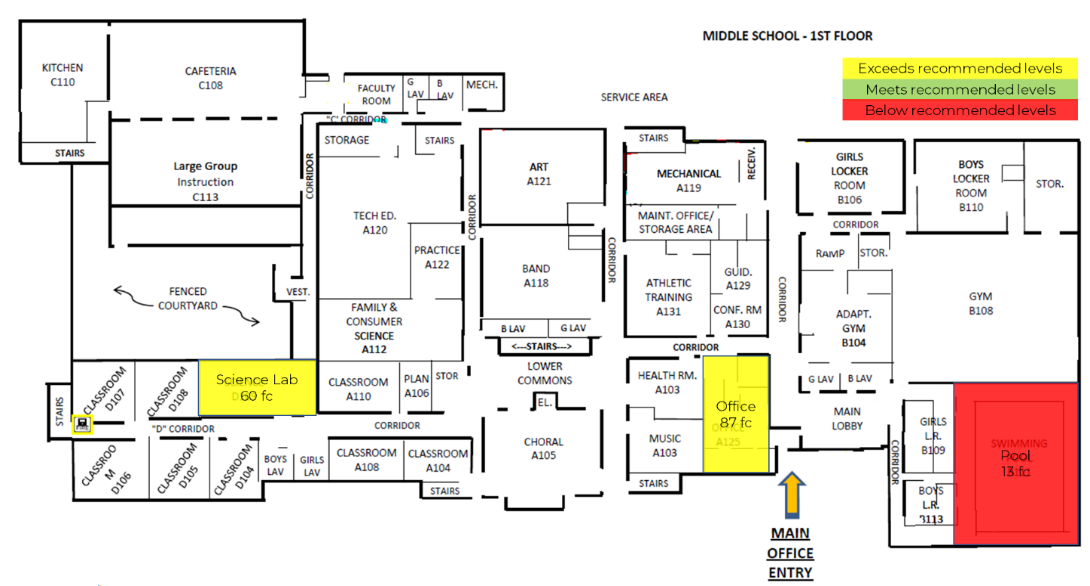 MIDDLE SCHOOL - 1ST FLOOR
Exceeds recommended levels
Meets recommended levels
Below recommended levels
KITCHEN
C110
CAFETERIA
C108
FACULTY
ROOM
G
LAV
B
LAV
MECH.
SERVICE AREA
"C" CORRIDOR
STAIRS
Large Group
Instruction
C113
CORRIDOR
STORAGE
STAIRS
TECH ED.
A120
PRACTICE
A122
CORRIDOR
ART
A121
BAND
A118
B LAV
G LAV
<---STAIRS--->
CORRIDOR
STAIRS
MECHANICAL
A119
RECEIV.
MAINT. OFFICE/
STORAGE AREA
ATHLETIC
TRAINING
A131
GUID.
A129
CONF. RM
A130
CORRIDOR
CORRIDOR
GIRLS
LOCKER
ROOM
B106
BOYS
LOCKER
ROOM
B110
STOR.
CORRIDOR
RAMP
STOR.
GYM
B108
ADAPT.
GYM
B104
G LAV
B LAV
FENCED
COURTYARD
VEST.
FAMILY &
CONSUMER
SCIENCE
A112
STAIRS
CLASSROOM
D107
CLASSROOM
D108
Science Lab
60 fc
CLASSROOM
A110
PLAN
A106
STOR
LOWER
COMMONS
EL.
CHORAL
A105
HEALTH RM.
A103
MUSIC
A103
STAIRS
Office
87 fc
A125
MAIN
LOBBY
CORRIDOR
GIRLS
L.R.
B109
BOYS
L.R.
B113
SWIMMING
Pool
13 fc
"D" CORRIDOR
CORRIDOR
CLASSROO
M
D106
CLASSROOM
D105
CLASSROOM
D104
BOYS
LAV
GIRLS
LAV
CLASSROOM
A108
CLASSROOM
A104
STAIRS
MAIN
OFFICE
ENTRY